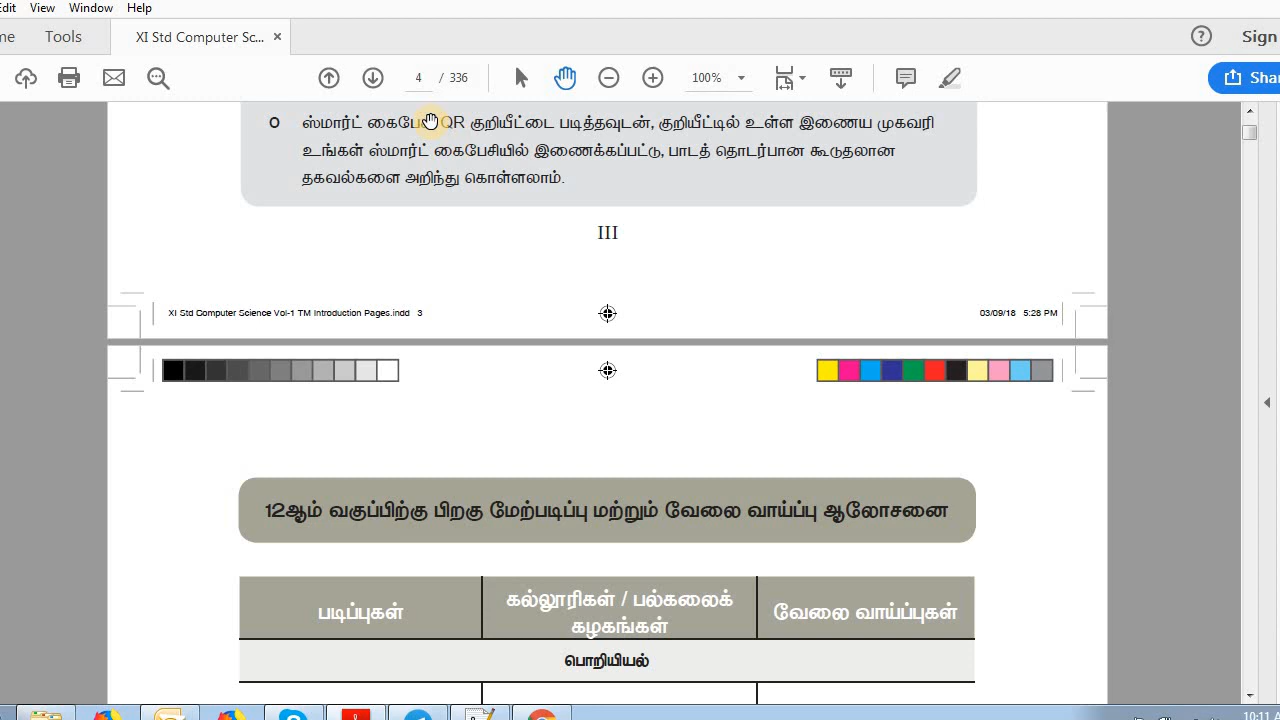 Edit View Window Help
Tools XI Std Computer Sc... ×
Sign
4 / 336 100%
o ஸ்மார்ட் QR குறியீட்டை படித்தவுடன், குறியீட்டில் உள்ள இணைய முகவரி
உங்கள் ஸ்மார்ட் கைபேசியில் இணைக்கப்பட்டு, பாடத் தொடர்பான கூடுதலான
தகவல்களை அறிந்து கொள்ளலாம்.
III
XI Std Computer Science Vol-1 TM Introduction Pages.indd 3 03/09/18 5:28 PM
12ஆம் வகுப்பிற்கு பிறகு மேற்படிப்பு மற்றும் வேலை வாய்ப்பு ஆலோசனை
படிப்புகள்
கல்லூரிகள் / பல்கலைக்
கழகங்கள்
வேலை வாய்ப்புகள்
பொறியியல்